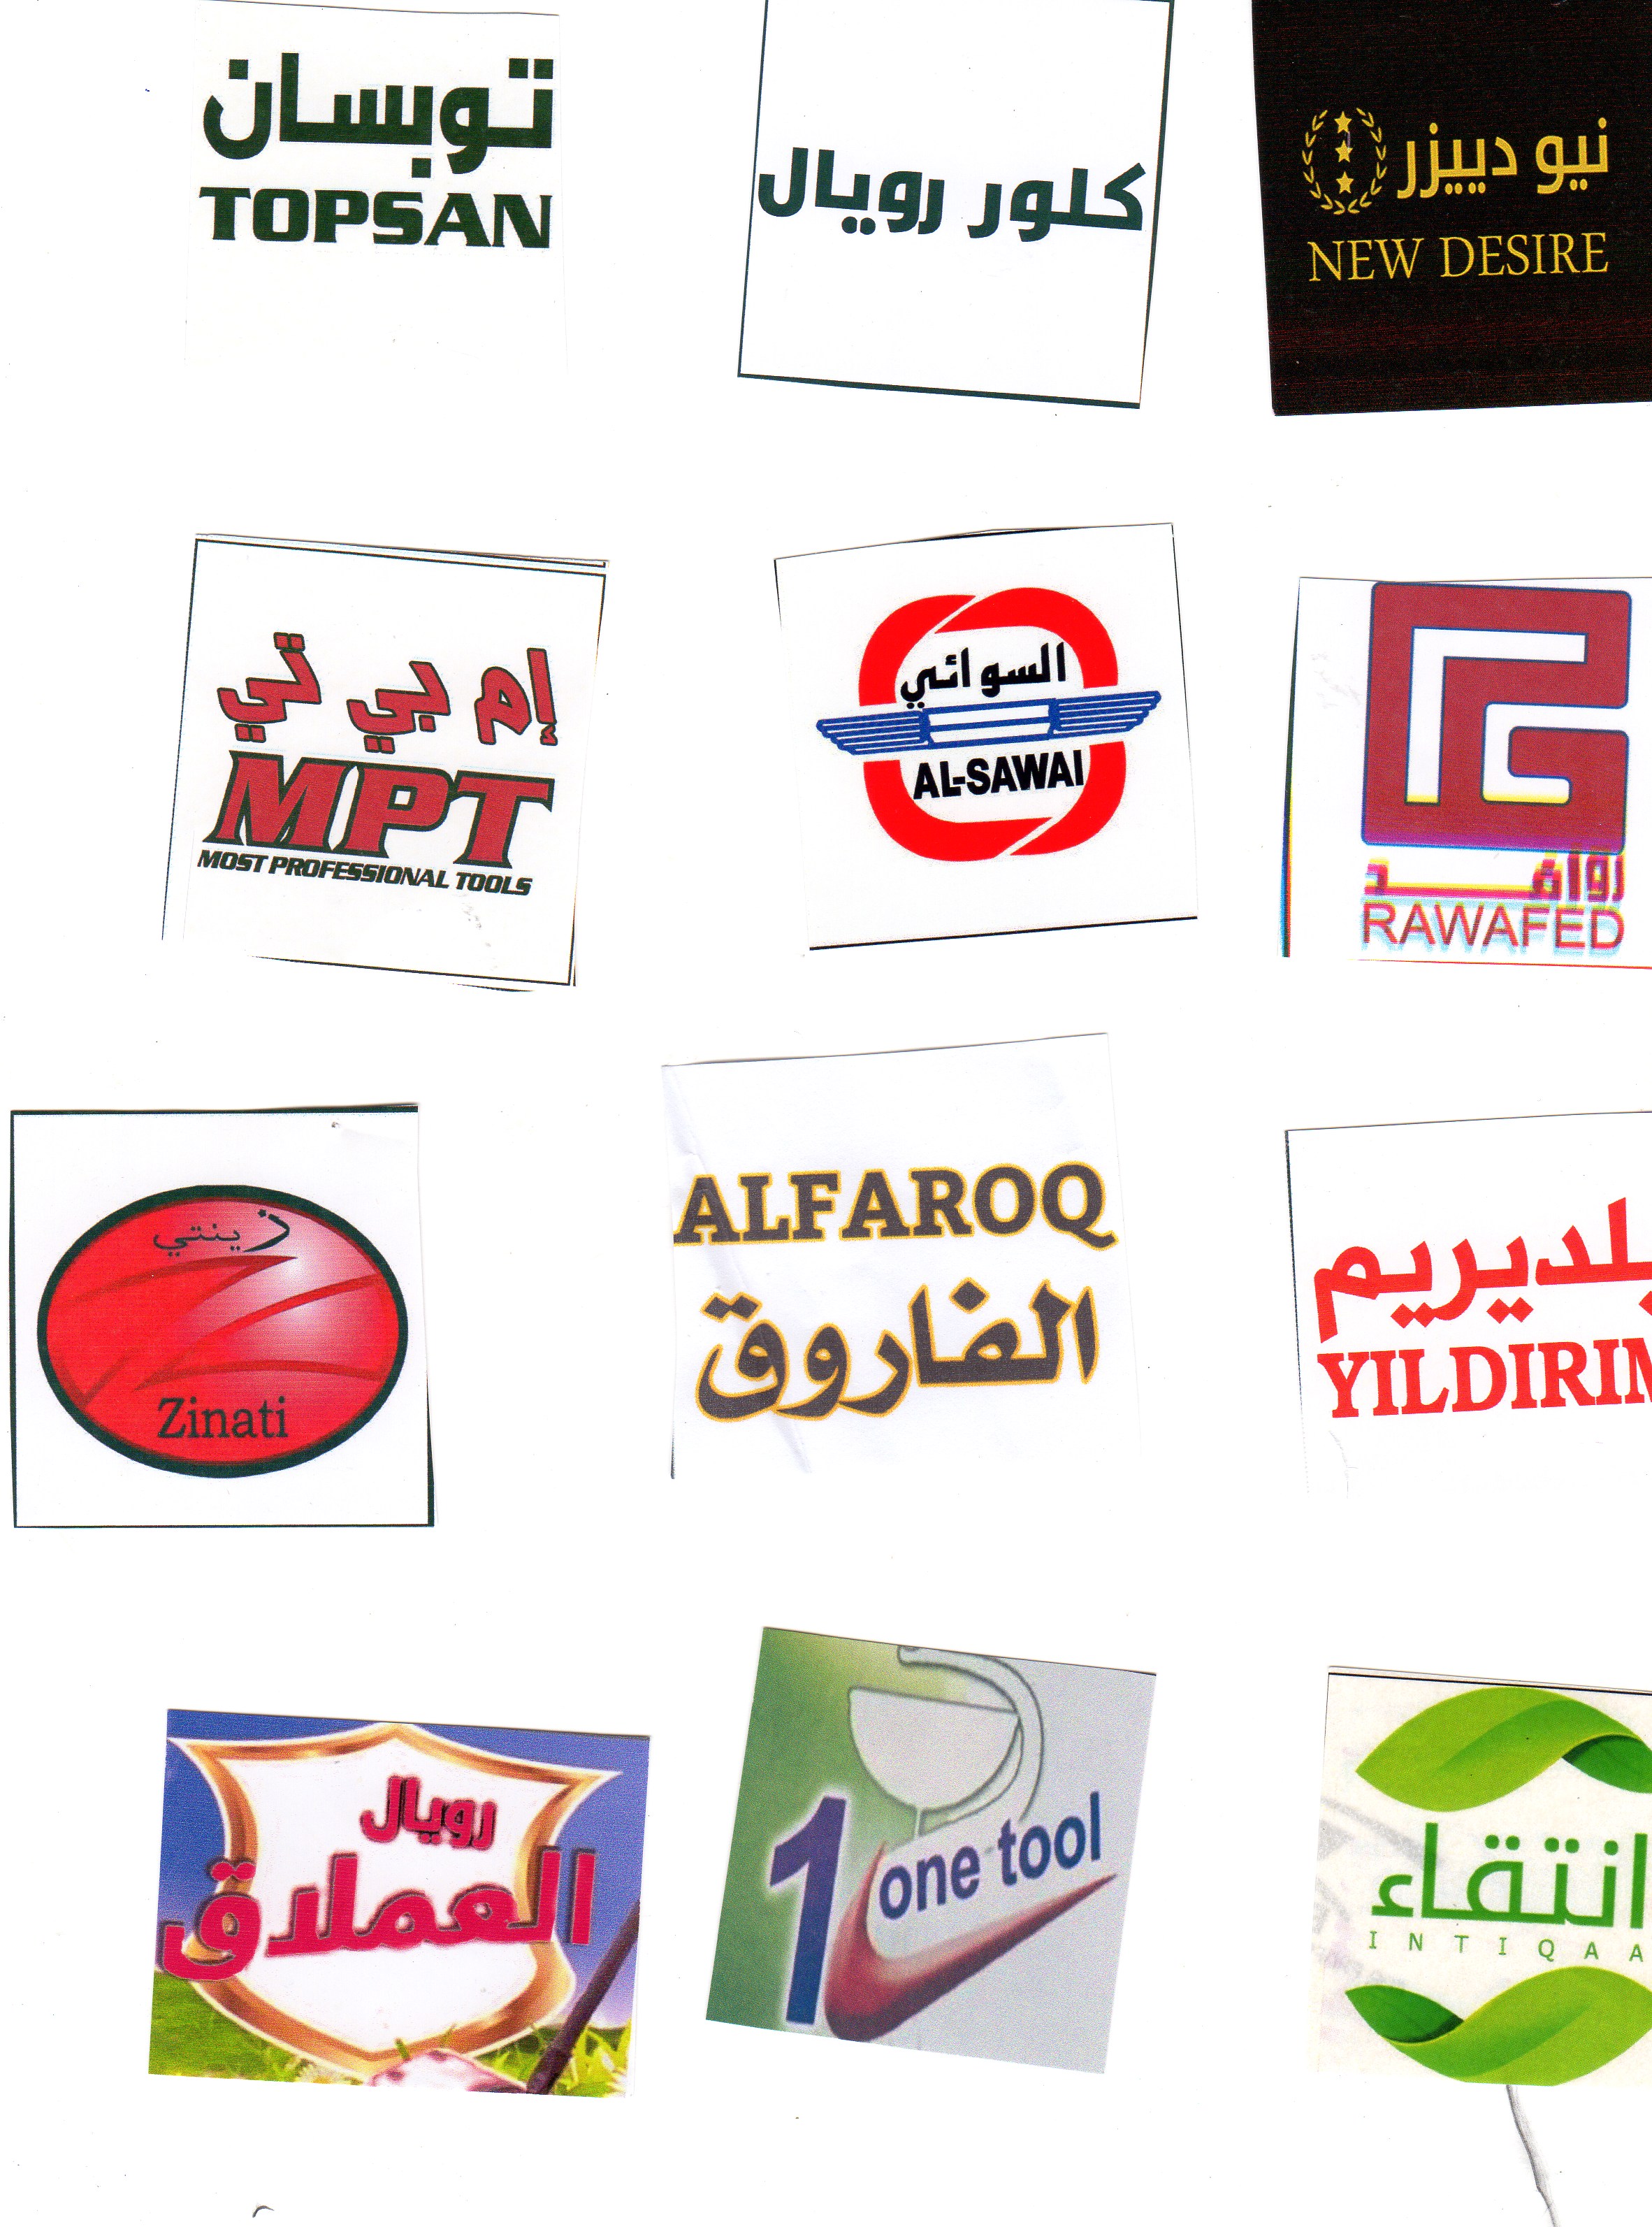 توبسان
TOPSAN
كلور رويال
نيو دييزر
NEW DESIRE
إم بي تي
MPT
MOST PROFESSIONAL TOOLS
السوائي
AL-SAWAI
روافد
RAWAFED
زينتي
Zinati
ALFAROQ
الفاروق
يلديريم
YILDIRIM
رويال
العملاق
1 one tool
انتقاء
INTIQAA